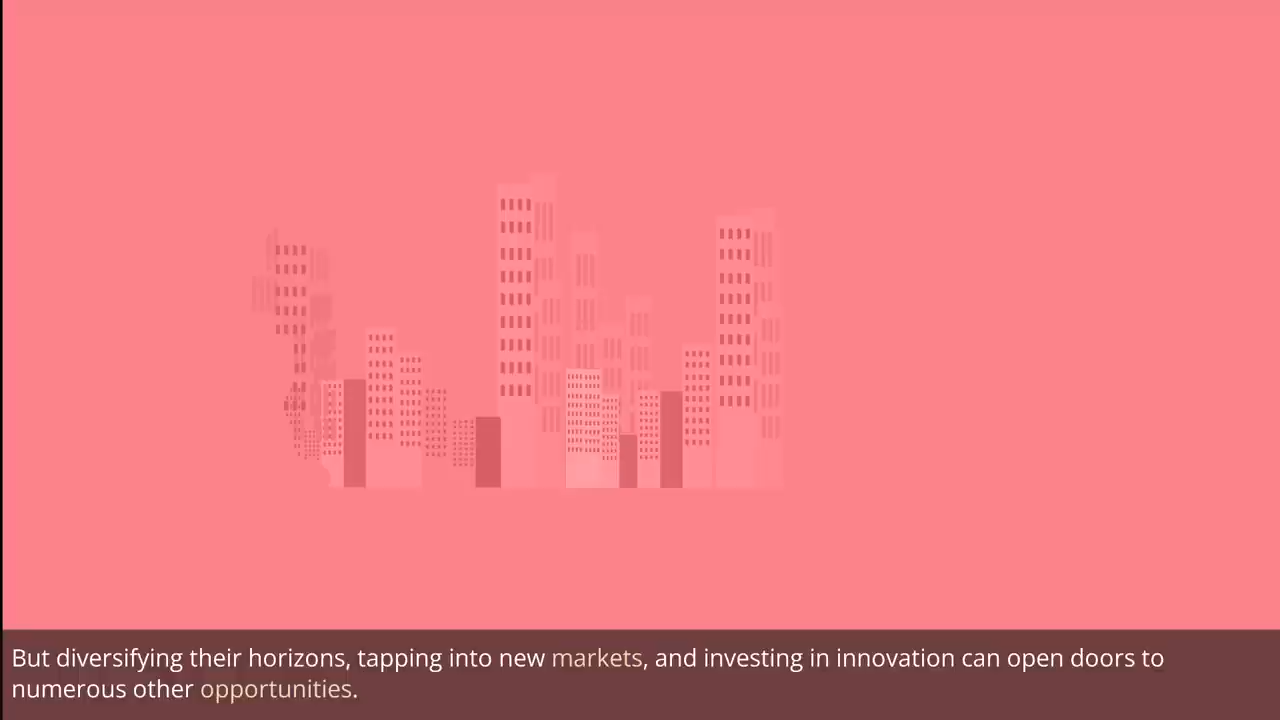 But diversifying their horizons, tapping into new markets, and investing in innovation can open doors to
numerous other opportunities.